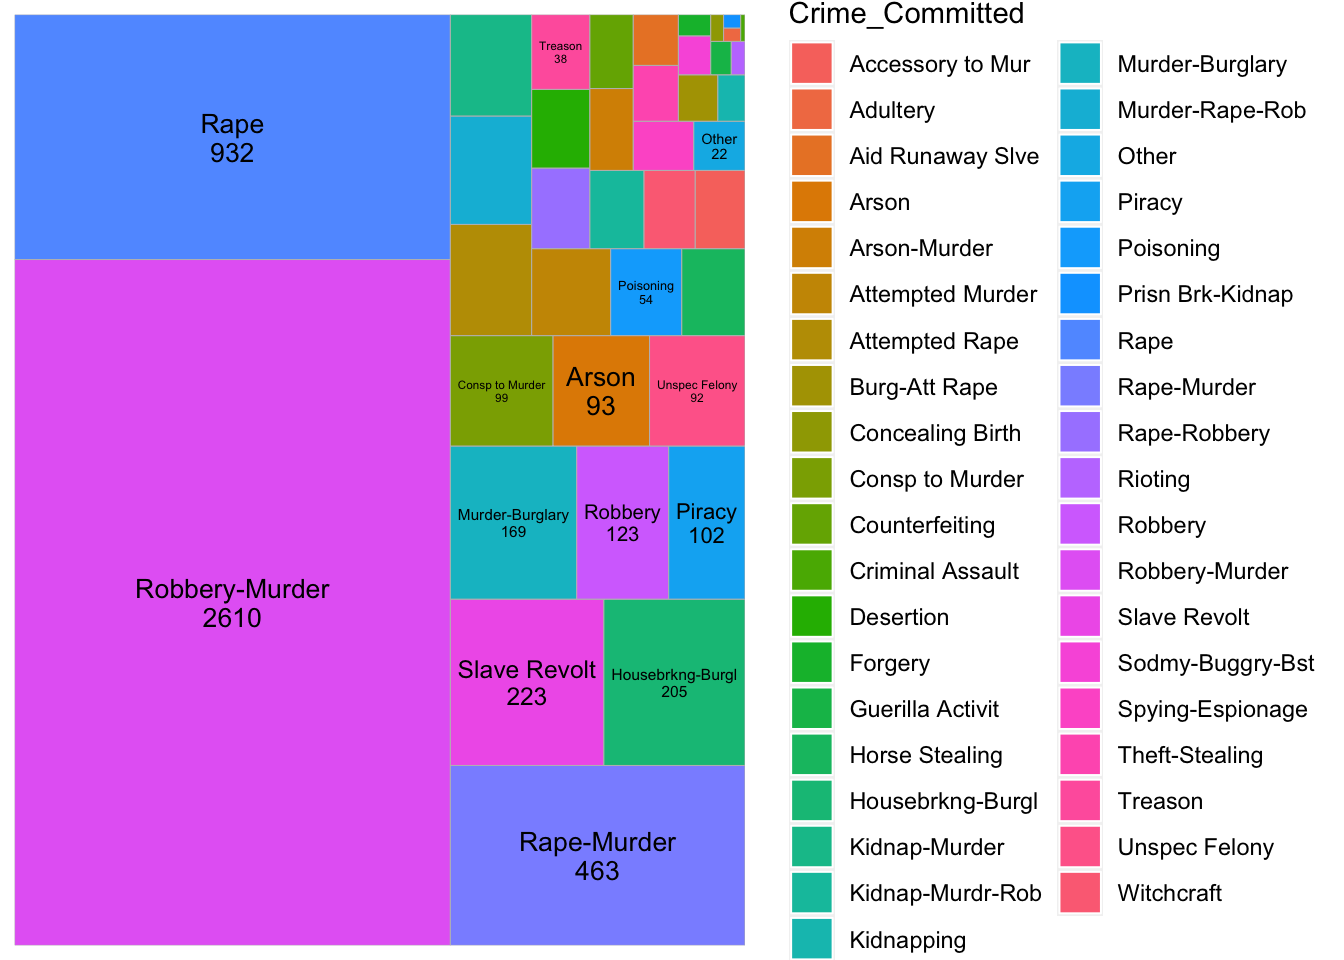 Rape
932
Robbery-Murder
2610
Treason
38
Other
22
Poisoning
54
Consp to Murder
99
Arson
93
Unspec Felony
92
Murder-Burglary
169
Robbery
123
Piracy
102
Slave Revolt
223
Housebrkng-Burgl
205
Rape-Murder
463
Crime_Committed
Accessory to Mur
Adultery
Aid Runaway Slve
Arson
Arson-Murder
Attempted Murder
Attempted Rape
Burg-Att Rape
Concealing Birth
Consp to Murder
Counterfeiting
Criminal Assault
Desertion
Forgery
Guerilla Activit
Horse Stealing
Housebrkng-Burgl
Kidnap-Murder
Kidnap-Murdr-Rob
Kidnapping
Murder-Burglary
Murder-Rape-Rob
Other
Piracy
Poisoning
Prisn Brk-Kidnap
Rape
Rape-Murder
Rape-Robbery
Rioting
Robbery
Robbery-Murder
Slave Revolt
Sodmy-Buggry-Bst
Spying-Espionage
Theft-Stealing
Treason
Unspec Felony
Witchcraft